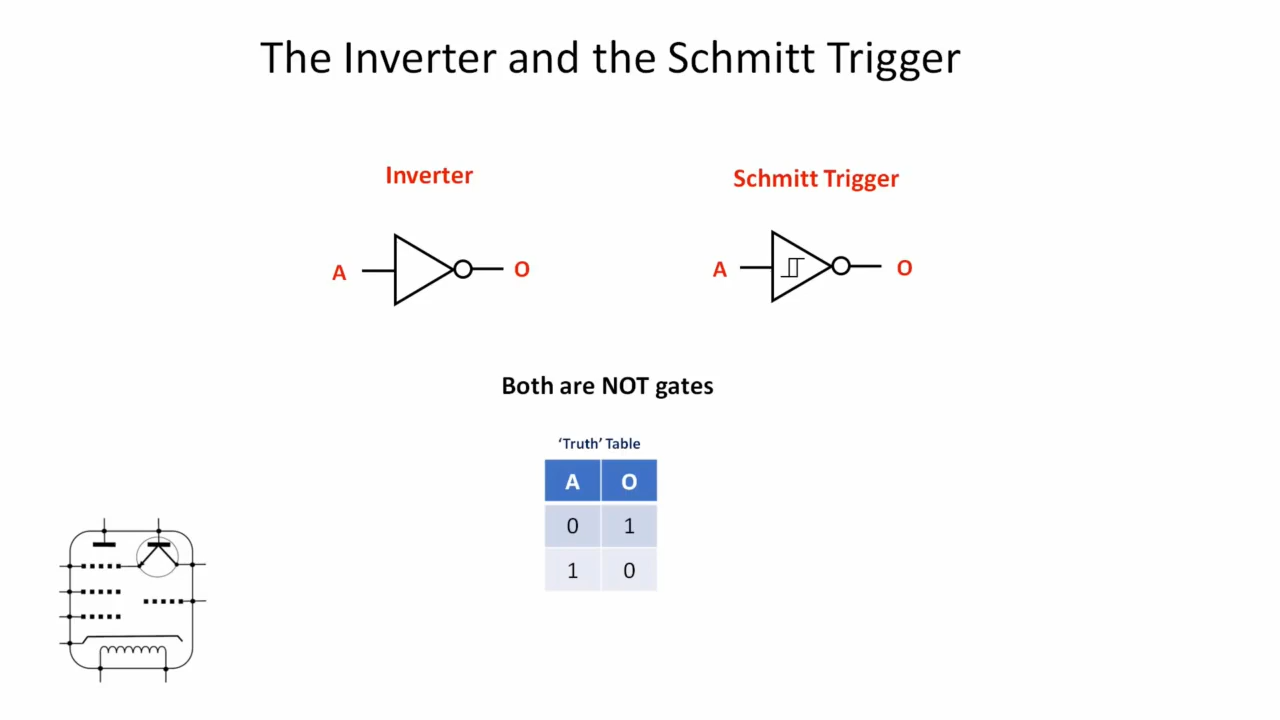 The Inverter and the Schmitt Trigger
Inverter
Schmitt Trigger
A
O
A
O
Both are NOT gates
‘Truth’ Table
A O
0 1
1 0